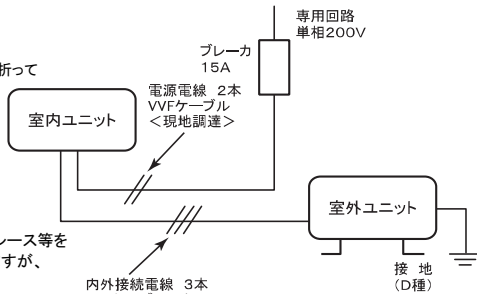 専用回路
単相200V
ブレーカ
15A
折って
電源電線 2本
VVFケーブル
＜現地調達＞
室内ユニット
室外ユニット
レース等を
すが、
内外接続電線 3本
接 地
（D種）